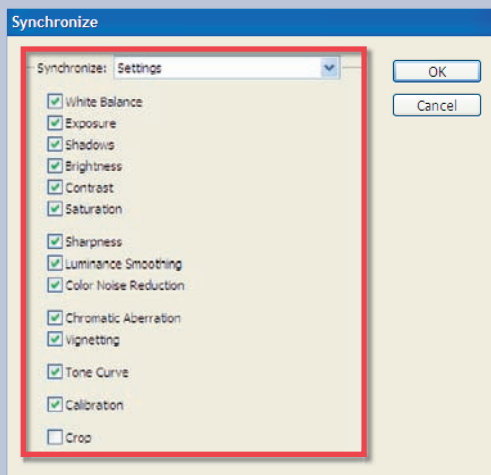 Synchronize
Synchronize: Settings
OK
Cancel
White Balance
Exposure
Shadows
Brightness
Contrast
Saturation
Sharpness
Luminance Smoothing
Color Noise Reduction
Chromatic Aberration
Vignetting
Tone Curve
Calibration
Crop